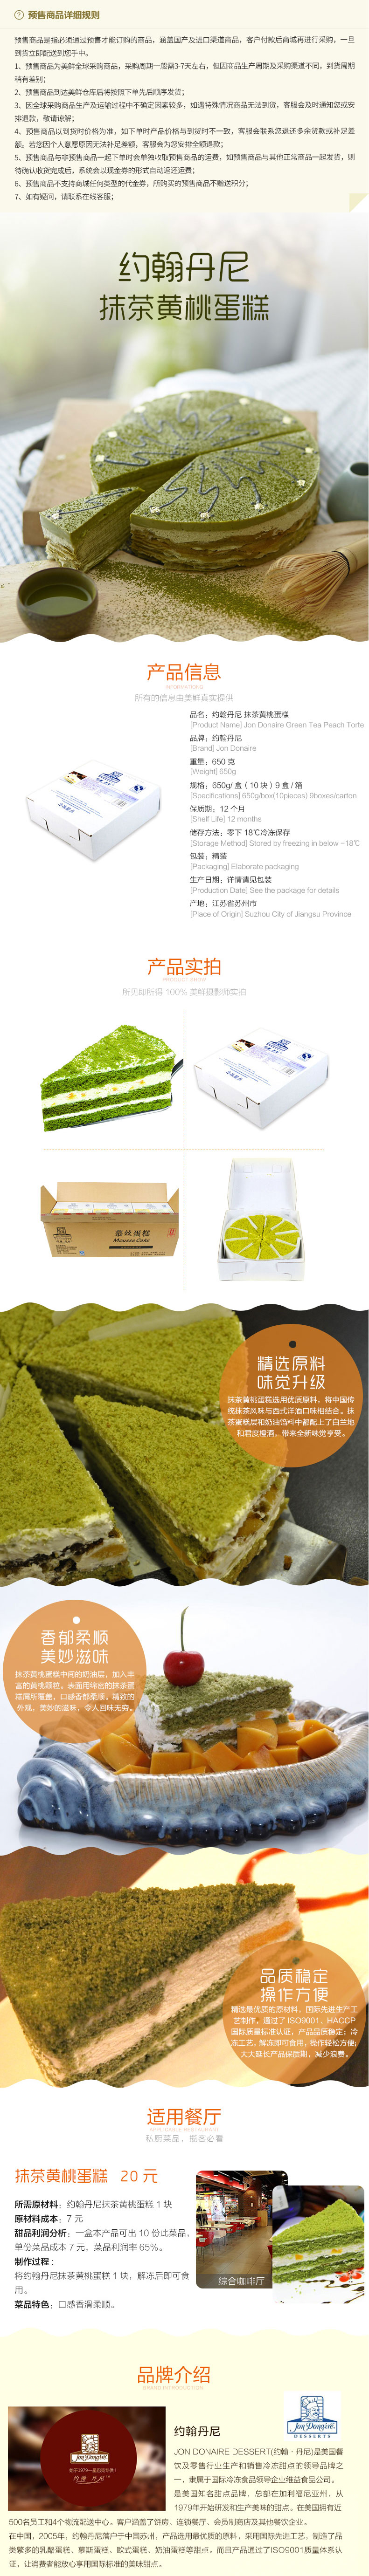 预售商品详细规则
预售商品是指必须通过预售才能订购的商品，涵盖国产及进口渠道商品，客户付款后商城再进行采购，一旦
到货立即配送到您手中。
1、预售商品为美鲜全球采购商品，采购周期一般需3-7天左右，但因商品生产周期及采购渠道不同，到货周期
稍有差别；
2、预售商品到达美鲜仓库后将按照下单先后顺序发货；
3、因全球采购商品生产及运输过程中不确定因素较多，如遇特殊情况商品无法到货，客服会及时通知您或安
排退款，敬请谅解；
4、预售商品以到货时价格为准，如下单时产品价格与到货时不一致，客服会联系您退还多余货款或补足差
额。若您因个人意愿原因无法补足差额，客服会为您安排全额退款；
5、预售商品与非预售商品一起下单时会单独收取预售商品的运费，如预售商品与其他正常商品一起发货，则
待确认收货完成后，系统会以现金券的形式自动返还运费；
6、预售商品不支持商城任何类型的代金券，所购买的预售商品不赠送积分；
7、如有疑问，请联系在线客服；
约翰丹尼
抹茶黄桃蛋糕
产品信息
INFORMATIONS
所有的信息由美鲜真实提供
品名：约翰丹尼 抹茶黄桃蛋糕
[Product Name] Jon Donaire Green Tea Peach Torte
品牌：约翰丹尼
[Brand] Jon Donaire
重量：650 克
[Weight] 650g
规格：650g/ 盒（10 块）9 盒 / 箱
[Specifications] 650g/box(10pieces) 9boxes/carton
保质期：12 个月
[Shelf Life] 12 months
储存方法：零下 18℃冷冻保存
[Storage Method] Stored by freezing in below -18℃
包装：精装
[Packaging] Elaborate packaging
生产日期：详情请见包装
[Production Date] See the package for details
产地：江苏省苏州市
[Place of Origin] Suzhou City of Jiangsu Province
产品实拍
PRODUCT SHOW
所见即所得 100% 美鲜摄影师实拍
慕丝蛋糕
Mousse Cake
精选原料
味觉升级
抹茶黄桃蛋糕选用优质原料，将中国传
统抹茶风味与西式洋酒口味相结合。抹
茶蛋糕层和奶油馅料中都配上了白兰地
和君度橙酒，带来全新味觉享受。
香郁柔顺
美妙滋味
抹茶黄桃蛋糕中间的奶油层，加入丰
富的黄桃颗粒，表面用绵密的抹茶蛋
糕屑所覆盖，口感香郁柔顺，精致的
外观，美妙的滋味，令人回味无穷。
品质稳定
操作方便
精选最优质的原材料，国际先进生产工
艺制作，通过了 ISO9001，HACCP
国际质量标准认证，产品品质稳定；冷
冻工艺，解冻即可食用，操作轻松方便；
大大延长产品保质期，减少浪费。
适用餐厅
APPLICABLE RESTAURANT
私厨菜品，掼客必看
抹茶黄桃蛋糕 20 元
所需原材料：约翰丹尼抹茶黄桃蛋糕 1 块
原材料成本：7 元
甜品利润分析：一盒本产品可出 10 份此菜品，
单份菜品成本 7 元，菜品利润率 65%。
制作过程：
将约翰丹尼抹茶黄桃蛋糕 1 块，解冻后即可食
用。
菜品特色：口感香滑柔顺。
综合咖啡厅
品牌介绍
BRAND INTRODUCTION
Jon Donaire
DESSERTS
约翰丹尼
JON DONAIRE DESSERT(约翰·丹尼)是美国餐
饮及零售行业生产和销售冷冻甜点的领导品牌之
一，隶属于国际冷冻食品领导企业维益食品公司。
是美国知名甜点品牌，总部在加利福尼亚州，从
1979年开始研发和生产美味的甜点。在美国拥有近
500名员工和4个物流配送中心。客户涵盖了饼房，连锁餐厅、会员制商店及其他餐饮企业。
在中国，2005年，约翰丹尼落户于中国苏州，产品选用最优质的原料，采用国际先进工艺，制造了品
类繁多的乳酪蛋糕、慕斯蛋糕、欧式蛋糕、奶油蛋糕等甜点。而且产品通过了ISO9001质量体系认
证，让消费者能放心享用国际标准的美味甜点。